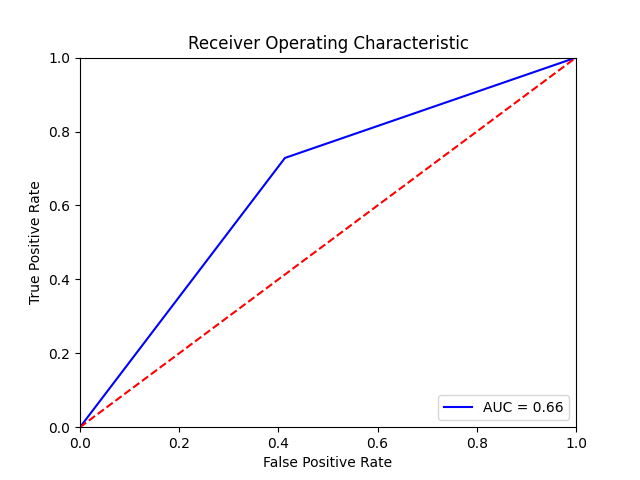 Receiver Operating Characteristic
1.0
0.8
0.6
0.4
0.2
0.0
True Positive Rate
AUC = 0.66
0.0 0.2 0.4 0.6 0.8 1.0
False Positive Rate